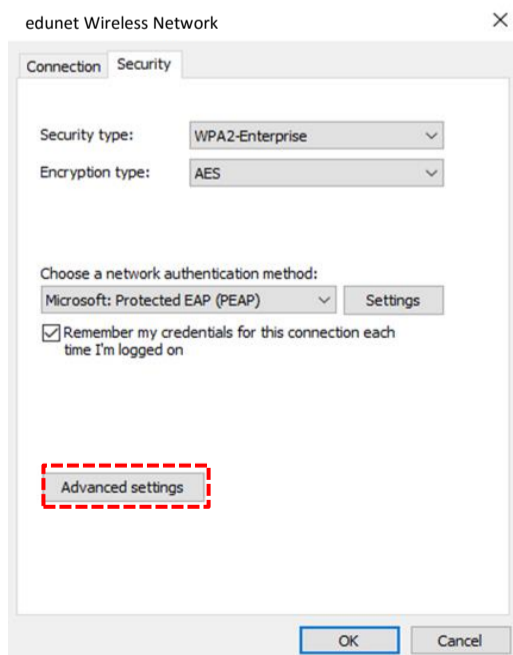 edunet Wireless Network
Connection Security
Security type: WPA2-Enterprise
Encryption type: AES
Choose a network authentication method:
Microsoft: Protected EAP (PEAP) Settings
Remember my credentials for this connection each
time I'm logged on
Advanced settings
OK Cancel